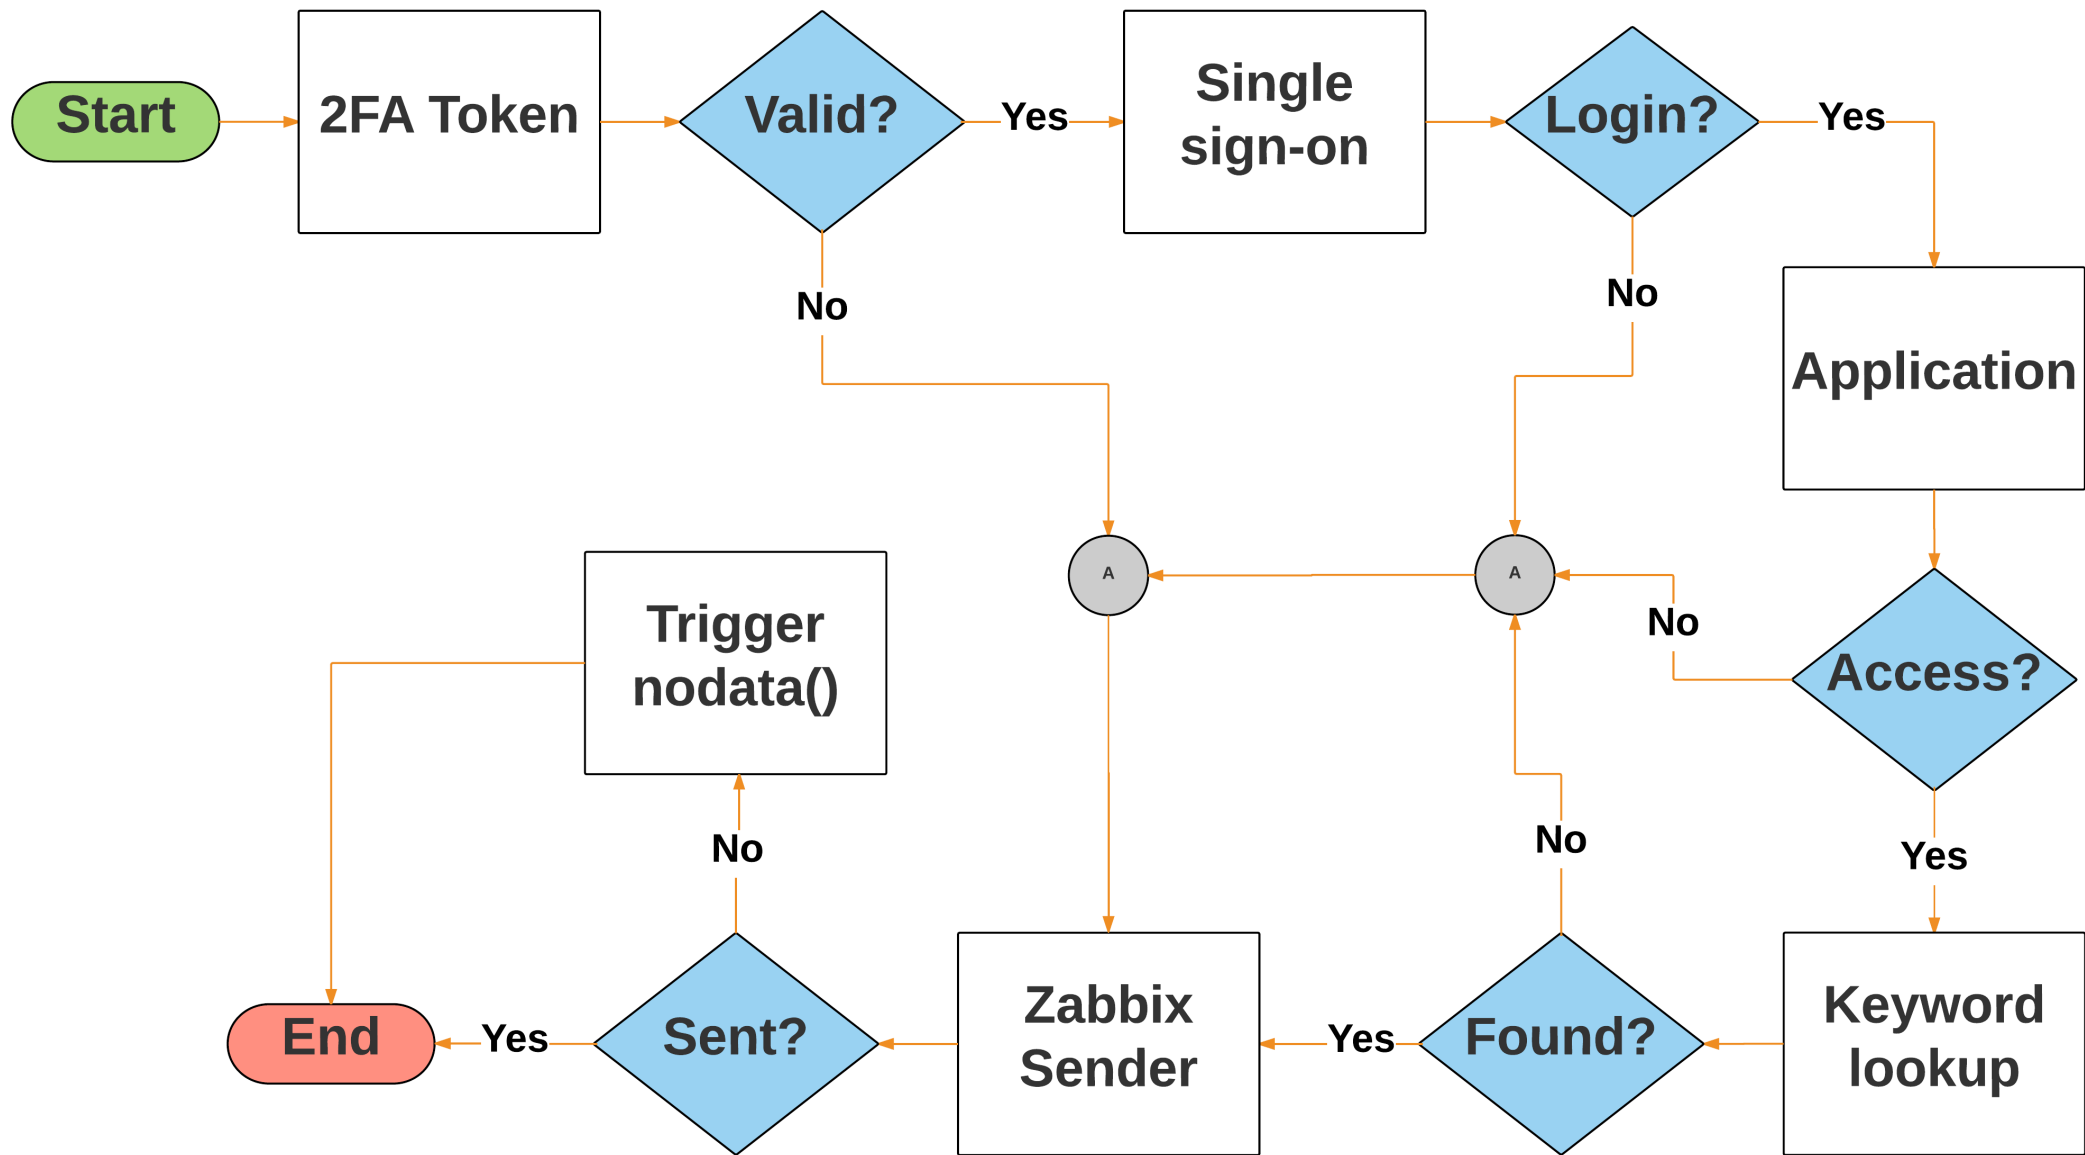 Start
2FA Token
Valid?
Yes
Single
sign-on
Login?
Yes
No
No
Application
A
A
No
Access?
Trigger
nodata()
No
No
Yes
End
Yes
Sent?
Zabbix
Sender
Yes
Found?
Keyword
lookup